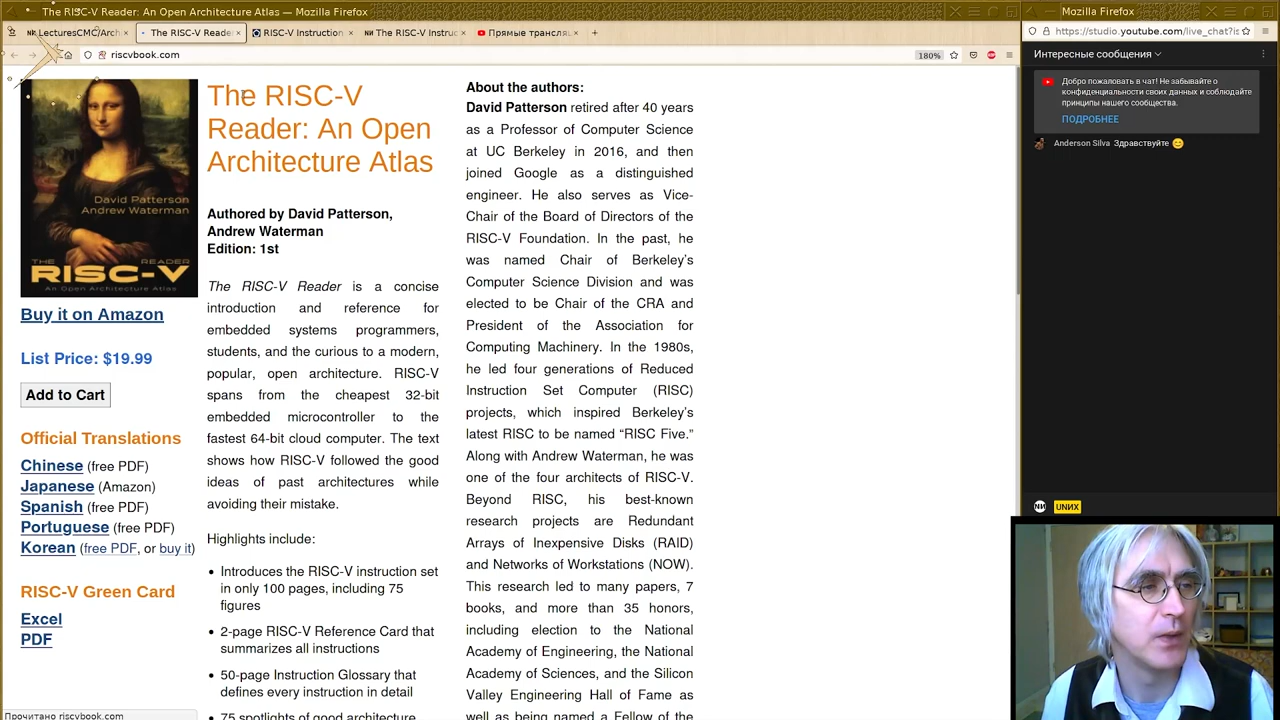 The RISC-V Reader: An Open Architecture Atlas — Mozilla Firefox
Mozilla Firefox
LecturesCMC/Arch
The RISC-V Reader:
RISC-V Instruction
The RISC-V Instruc
Прямые трансляц
riscvbook.com
180%
https://studio.youtube.com/live_chat?is
David Patterson
Andrew Waterman
THE READER
RISC-V
An Open Architecture Atlas
Buy it on Amazon
List Price: $19.99
Add to Cart
Official Translations
Chinese (free PDF)
Japanese (Amazon)
Spanish (free PDF)
Portuguese (free PDF)
Korean (free PDF, or buy it)
RISC-V Green Card
Excel
PDF
Прочитано riscvbook.com
The RISC-V
Reader: An Open
Architecture Atlas
Authored by David Patterson,
Andrew Waterman
Edition: 1st
The RISC-V Reader is a concise
introduction and reference for
embedded systems programmers,
students, and the curious to a modern,
popular, open architecture. RISC-V
spans from the cheapest 32-bit
embedded microcontroller to the
fastest 64-bit cloud computer. The text
shows how RISC-V followed the good
ideas of past architectures while
avoiding their mistake.
Highlights include:
• Introduces the RISC-V instruction set
in only 100 pages, including 75
figures
• 2-page RISC-V Reference Card that
summarizes all instructions
• 50-page Instruction Glossary that
defines every instruction in detail
• 75 spotlights of good architecture
About the authors:
David Patterson retired after 40 years
as a Professor of Computer Science
at UC Berkeley in 2016, and then
joined Google as a distinguished
engineer. He also serves as Vice-
Chair of the Board of Directors of the
RISC-V Foundation. In the past, he
was named Chair of Berkeley's
Computer Science Division and was
elected to be Chair of the CRA and
President of the Association for
Computing Machinery. In the 1980s,
he led four generations of Reduced
Instruction Set Computer (RISC)
projects, which inspired Berkeley's
latest RISC to be named “RISC Five.”
Along with Andrew Waterman, he was
one of the four architects of RISC-V.
Beyond RISC, his best-known
research projects are Redundant
Arrays of Inexpensive Disks (RAID)
and Networks of Workstations (NOW).
This research led to many papers, 7
books, and more than 35 honors,
including election to the National
Academy of Engineering, the National
Academy of Sciences, and the Silicon
Valley Engineering Hall of Fame as
well as being named a Fellow of the
Интересные сообщения
Добро пожаловать в чат! Не забывайте о
конфиденциальности своих данных и соблюдайте
принципы нашего сообщества.
ПОДРОБНЕЕ
Anderson Silva Здравствуйте
UNИX